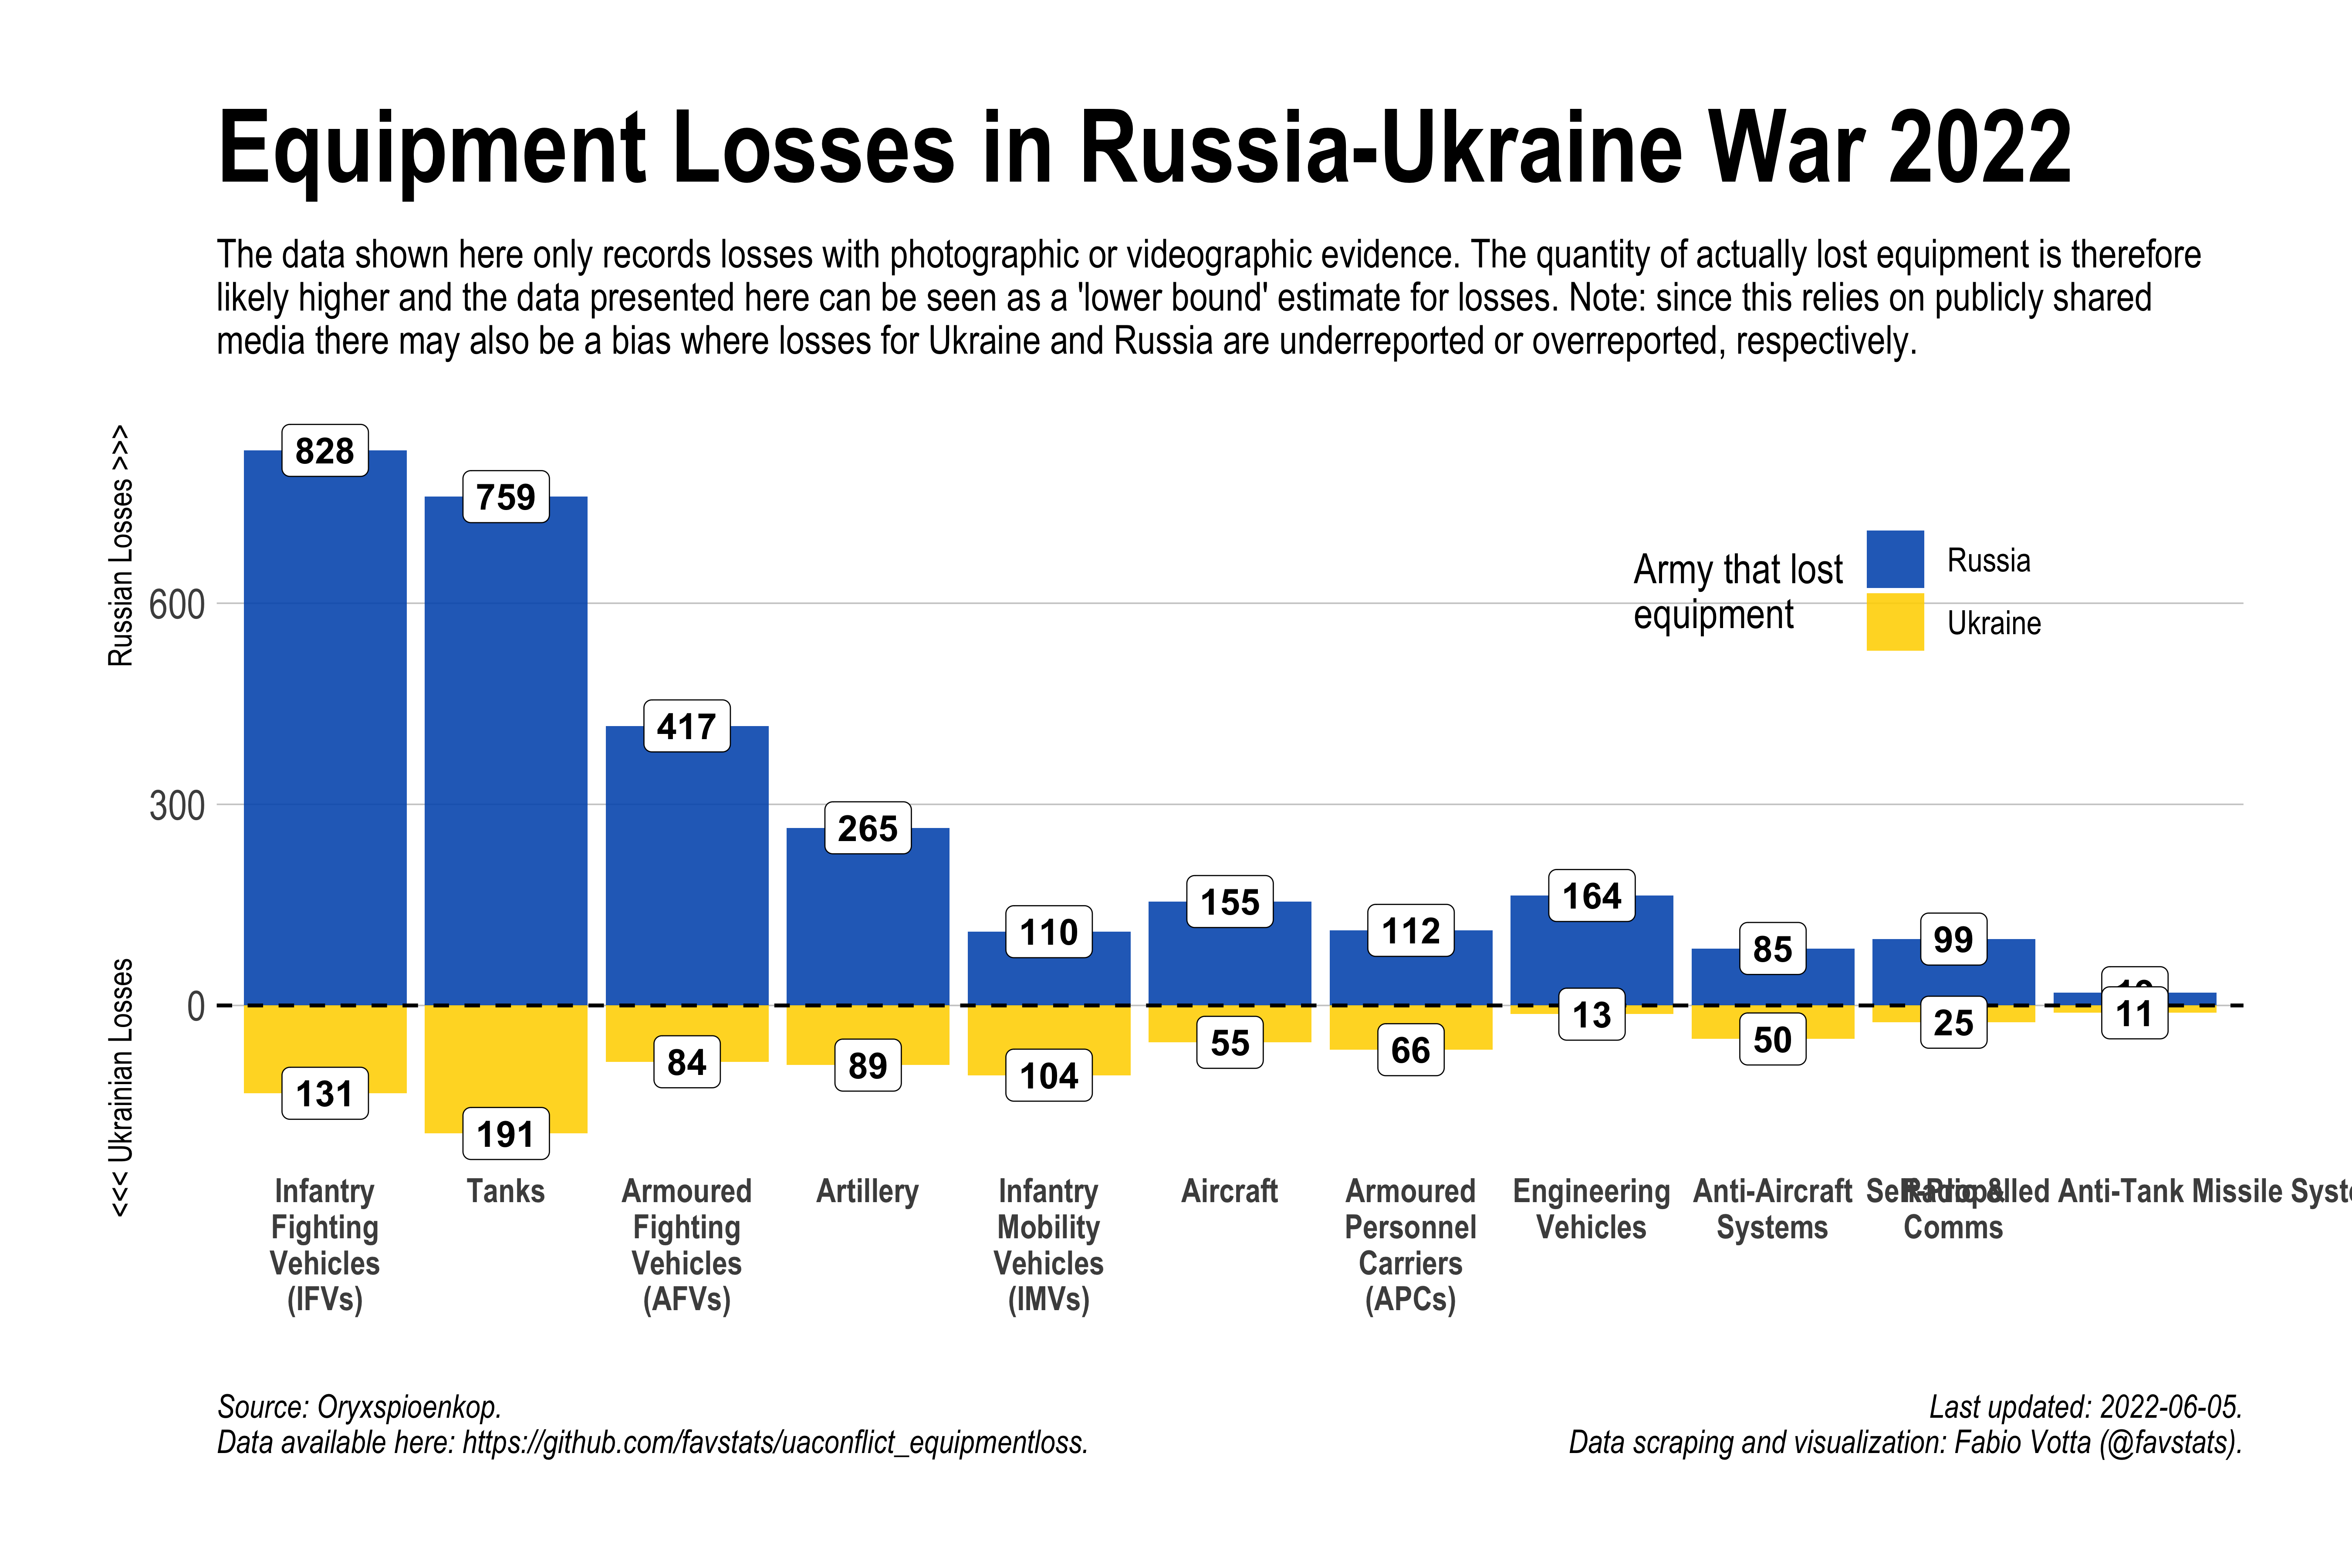 Equipment Losses in Russia-Ukraine War 2022
The data shown here only records losses with photographic or videographic evidence. The quantity of actually lost equipment is therefore
likely higher and the data presented here can be seen as a 'lower bound' estimate for losses. Note: since this relies on publicly shared
media there may also be a bias where losses for Ukraine and Russia are underreported or overreported, respectively.
Russian Losses >>>
<<< Ukrainian Losses
600
300
0
Army that lost
equipment
Russia
Ukraine
828
759
417
265
110
155
112
164
85
99
131
191
84
89
104
55
66
13
50
25
11
Infantry
Fighting
Vehicles
(IFVs)
Tanks
Armoured
Fighting
Vehicles
(AFVs)
Artillery
Infantry
Mobility
Vehicles
(IMVs)
Aircraft
Armoured
Personnel
Carriers
(APCs)
Engineering
Vehicles
Anti-Aircraft
Systems
Radio &
Comms
Anti-Tank Missile
Source: Oryxspioenkop.
Data available here: https://github.com/favstats/uaconflict_equipmentloss.
Last updated: 2022-06-05.
Data scraping and visualization: Fabio Votta (@favstats).